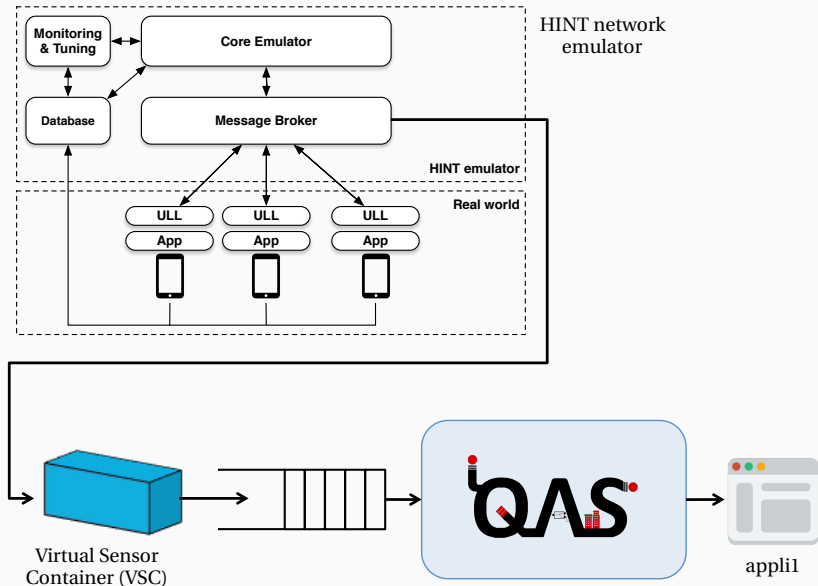 HINT network
emulator
Monitoring
& Tuning
Core Emulator
Database
Message Broker
HINT emulator
Real world
ULL
ULL
ULL
App
App
App
iQAS
Virtual Sensor
Container (VSC)
appli1